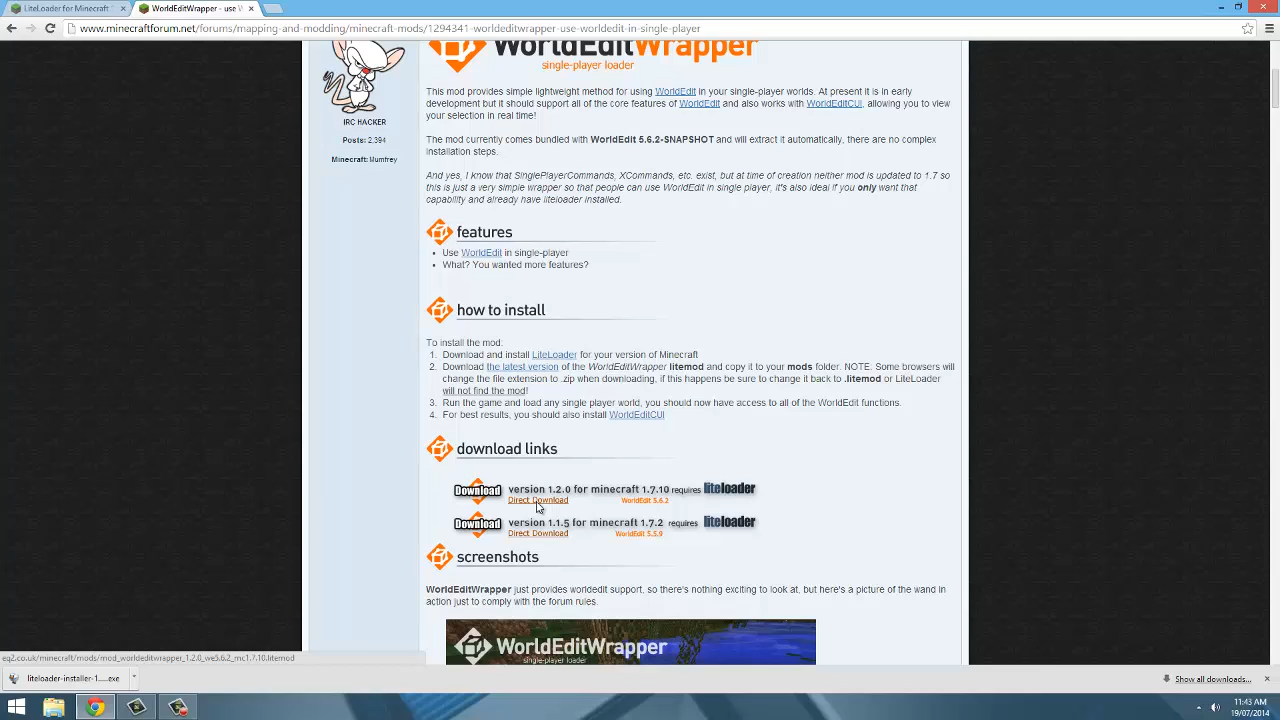 LiteLoader for Minecraft
WorldEditWrapper - use W
www.minecraftforum.net/forums/mapping-and-modding/minecraft-mods/1294341-worldeditwrapper-use-worldedit-in-single-player
WorldEditWrapper
single-player loader
IRC HACKER
Posts: 2,394
Minecraft: Mumfrey
This mod provides simple lightweight method for using WorldEdit in your single-player worlds. At present it is in early
development but it should support all of the core features of WorldEdit and also works with WorldEditCUI, allowing you to view
your selection in real time!
The mod currently comes bundled with WorldEdit 5.6.2-SNAPSHOT and will extract it automatically, there are no complex
installation steps.
And yes, I know that SinglePlayerCommands, XCommands, etc. exist, but at time of creation neither mod is updated to 1.7 so
this is just a very simple wrapper so that people can use WorldEdit in single player, it's also ideal if you only want that
capability and already have liteloader installed.
features
• Use WorldEdit in single-player
• What? You wanted more features?
how to install
To install the mod:
1. Download and install LiteLoader for your version of Minecraft
2. Download the latest version of the WorldEditWrapper litemod and copy it to your mods folder. NOTE: Some browsers will
change the file extension to .zip when downloading, if this happens be sure to change it back to .litemod or LiteLoader
will not find the mod!
3. Run the game and load any single player world, you should now have access to all of the WorldEdit functions.
4. For best results, you should also install WorldEditCUI
download links
Download version 1.2.0 for minecraft 1.7.10 requires liteloader
Direct Download WorldEdit 5.6.2
Download version 1.1.5 for minecraft 1.7.2 requires liteloader
Direct Download WorldEdit 5.5.9
screenshots
WorldEditWrapper just provides worldedit support, so there's nothing exciting to look at, but here's a picture of the wand in
action just to comply with the forum rules.
WorldEditWrapper
single-player loader
eq2.co.uk/minecraft/mods/mod_worldeditwrapper_1.2.0_we5.6.2_mc1.7.10.litemod
liteloader-installer-1....exe
Show all downloads...
11:43 AM
19/07/2014